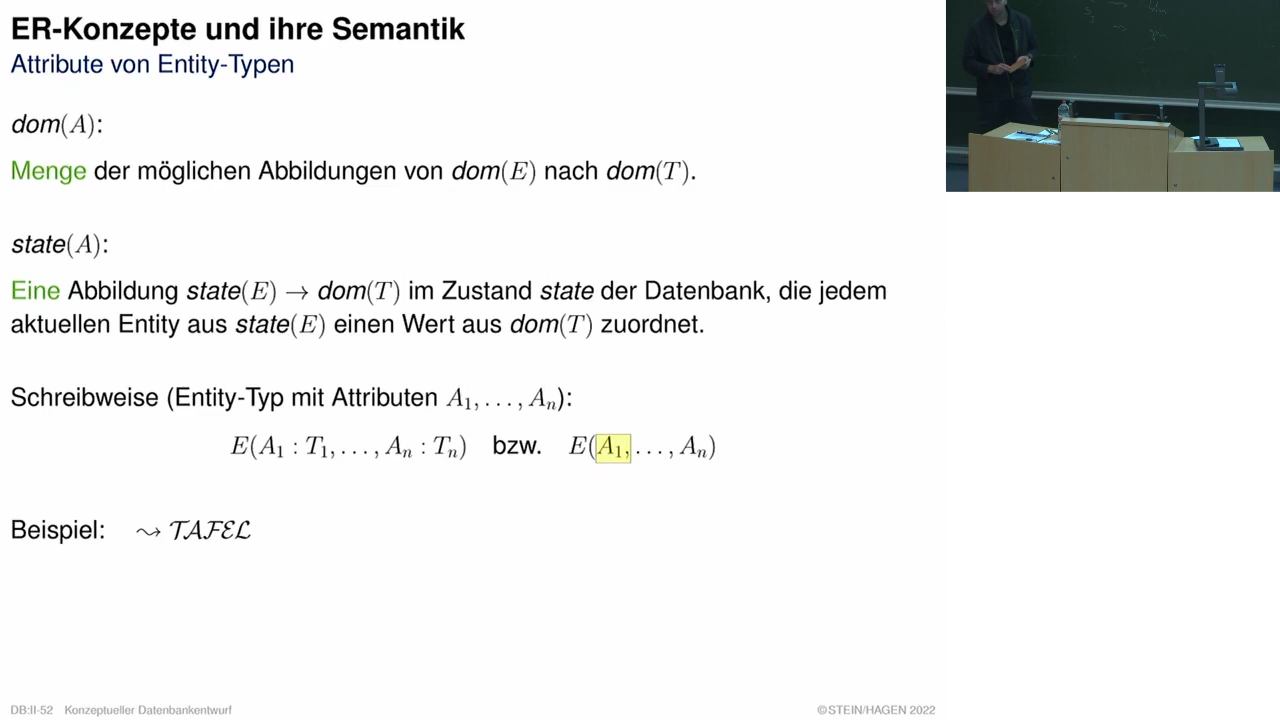 ER-Konzepte und ihre Semantik
Attribute von Entity-Typen
dom(A):
Menge der möglichen Abbildungen von dom(E) nach dom(T).
state(A):
Eine Abbildung state(E) → dom(T) im Zustand state der Datenbank, die jedem
aktuellen Entity aus state(E) einen Wert aus dom(T) zuordnet.
Schreibweise (Entity-Typ mit Attributen A₁, . . . , Aₙ):
E(A₁ : T₁, . . . , Aₙ : Tₙ) bzw. E(A₁, . . . , Aₙ)
Beispiel: ⇝ TAFEL
DB:II-52 Konzeptueller Datenbankentwurf
©STEIN/HAGEN 2022